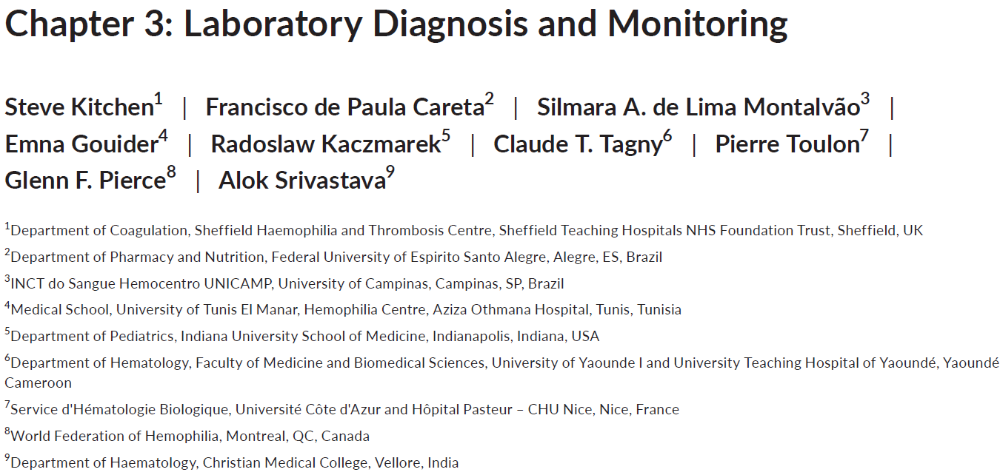 Chapter 3: Laboratory Diagnosis and Monitoring
Steve Kitchen1 | Francisco de Paula Careta2 | Silmara A. de Lima Montalvão3 |
Emna Gouider4 | Radoslaw Kaczmarek5 | Claude T. Tagny6 | Pierre Toulon7 |
Glenn F. Pierce8 | Alok Srivastava9
1Department of Coagulation, Sheffield Haemophilia and Thrombosis Centre, Sheffield Teaching Hospitals NHS Foundation Trust, Sheffield, UK
2Department of Pharmacy and Nutrition, Federal University of Espirito Santo Alegre, Alegre, ES, Brazil
3INCT do Sangue Hemocentro UNICAMP, University of Campinas, Campinas, SP, Brazil
4Medical School, University of Tunis El Manar, Hemophilia Centre, Aziza Othmana Hospital, Tunis, Tunisia
5Department of Pediatrics, Indiana University School of Medicine, Indianapolis, Indiana, USA
6Department of Hematology, Faculty of Medicine and Biomedical Sciences, University of Yaounde I and University Teaching Hospital of Yaoundé, Yaoundé
Cameroon
7Service d'Hématologie Biologique, Université Côte d'Azur and Hôpital Pasteur – CHU Nice, Nice, France
8World Federation of Hemophilia, Montreal, QC, Canada
9Department of Haematology, Christian Medical College, Vellore, India